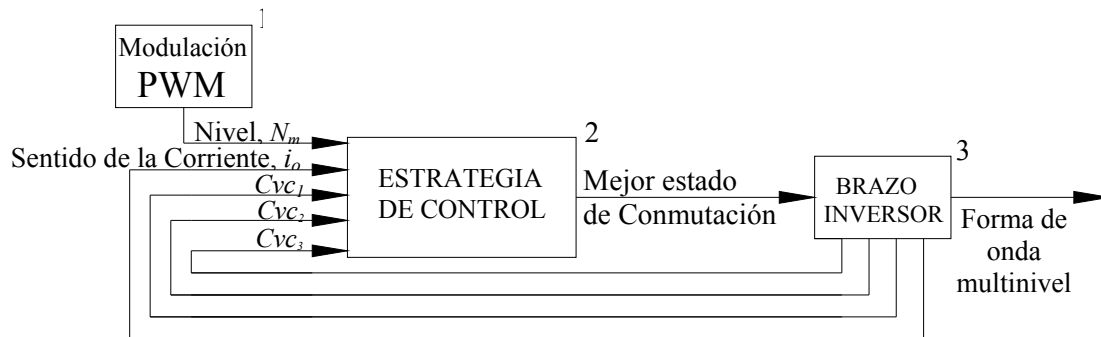 1
Modulación
PWM
Nivel, Nₘ
Sentido de la Corriente, iₒ
Cvc₁
Cvc₂
Cvc₃
2
ESTRATEGIA
DE CONTROL
Mejor estado
de Conmutación
3
BRAZO
INVERSOR
Forma de
onda
multinivel